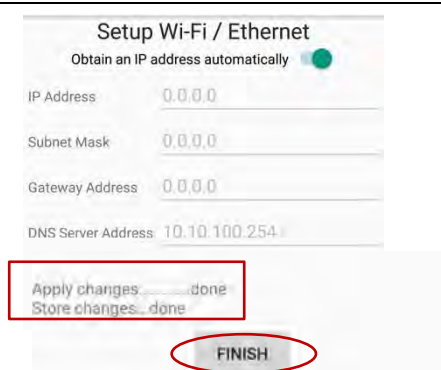 Setup Wi-Fi / Ethernet
Obtain an IP address automatically
IP Address 0.0.0.0
Subnet Mask 0.0.0.0
Gateway Address 0.0.0.0
DNS Server Address 10.10.100.254
Apply changes............done
Store changes...done
FINISH